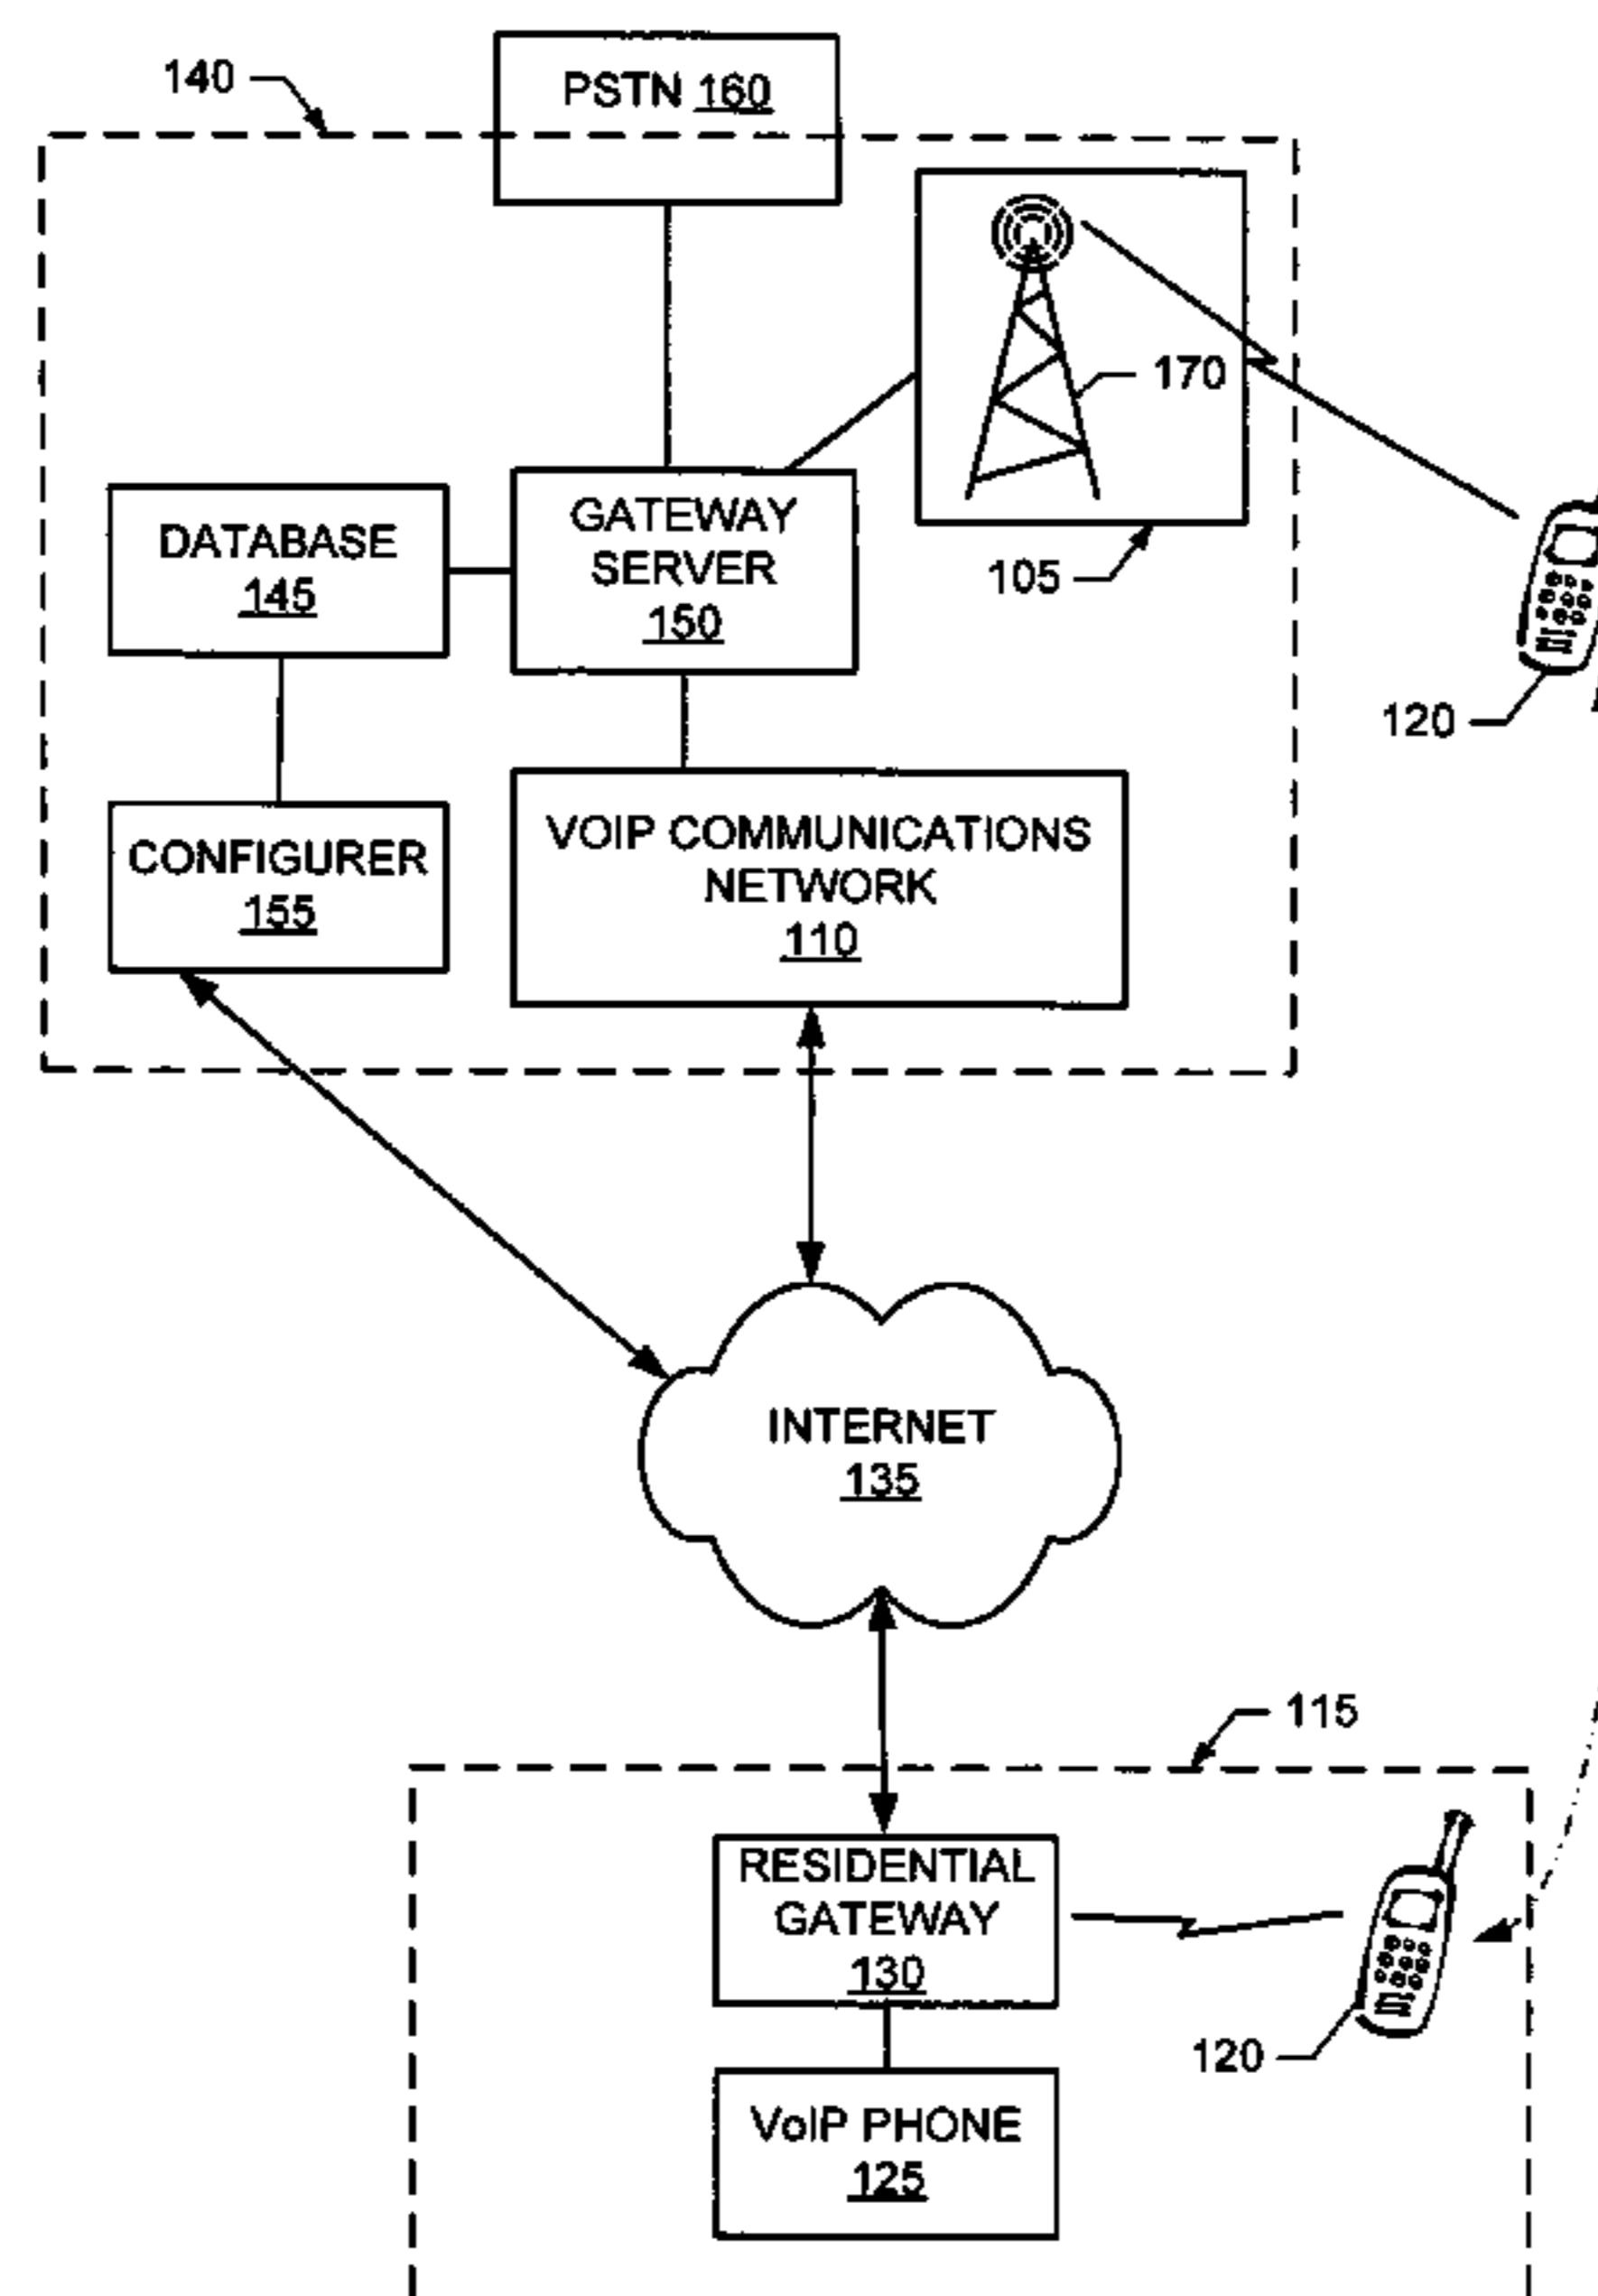 140
PSTN 160
170
105
DATABASE
145
GATEWAY
SERVER
150
120
CONFIGURER
155
VOIP COMMUNICATIONS
NETWORK
110
INTERNET
135
115
RESIDENTIAL
GATEWAY
130
120
VoIP PHONE
125